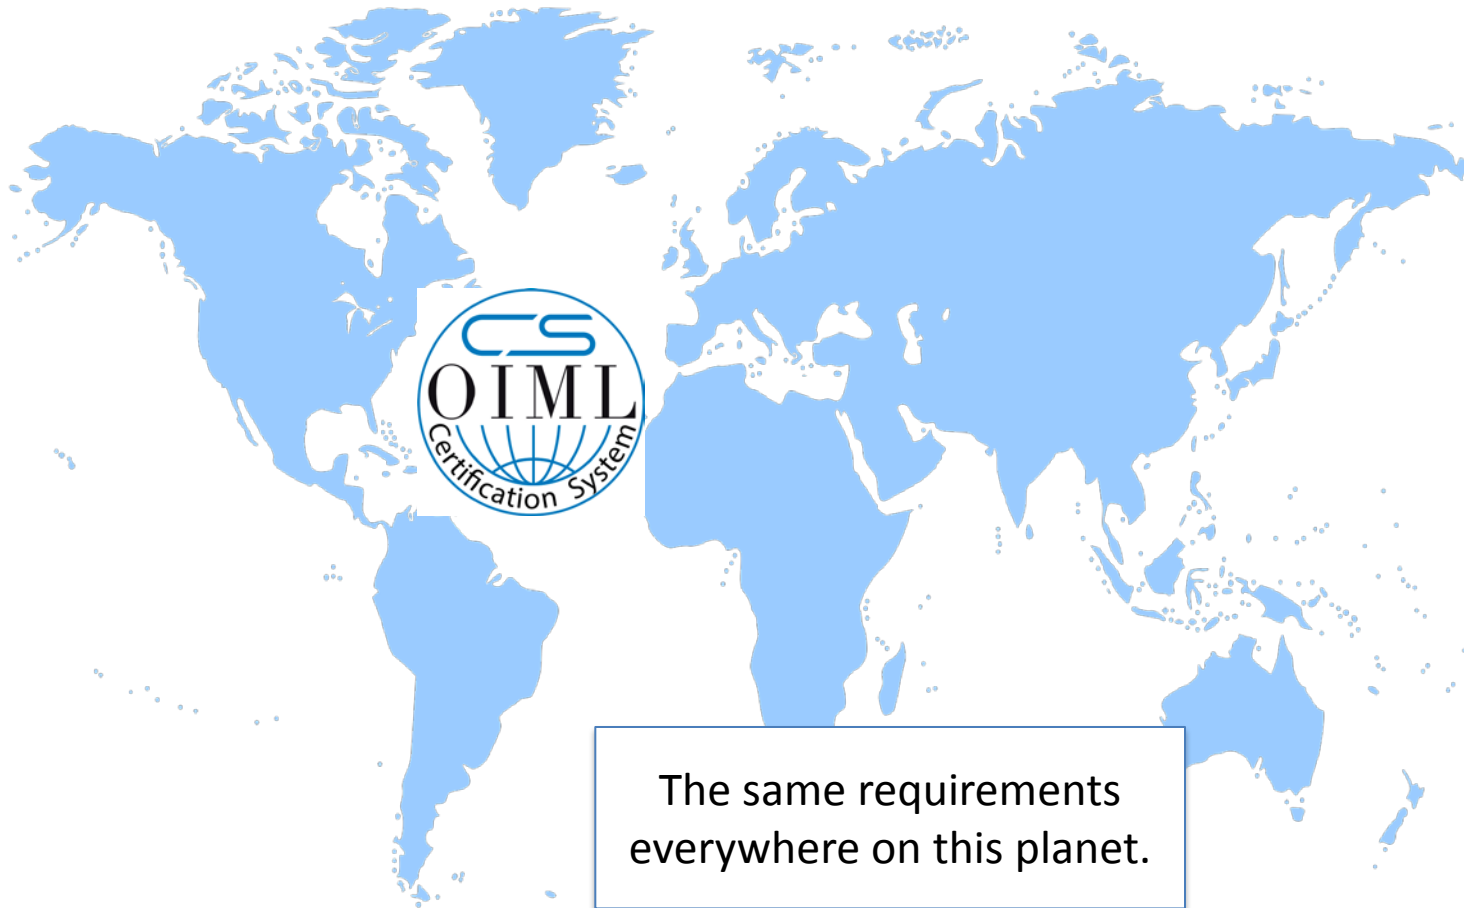 CS
OIML
Certification System
The same requirements
everywhere on this planet.